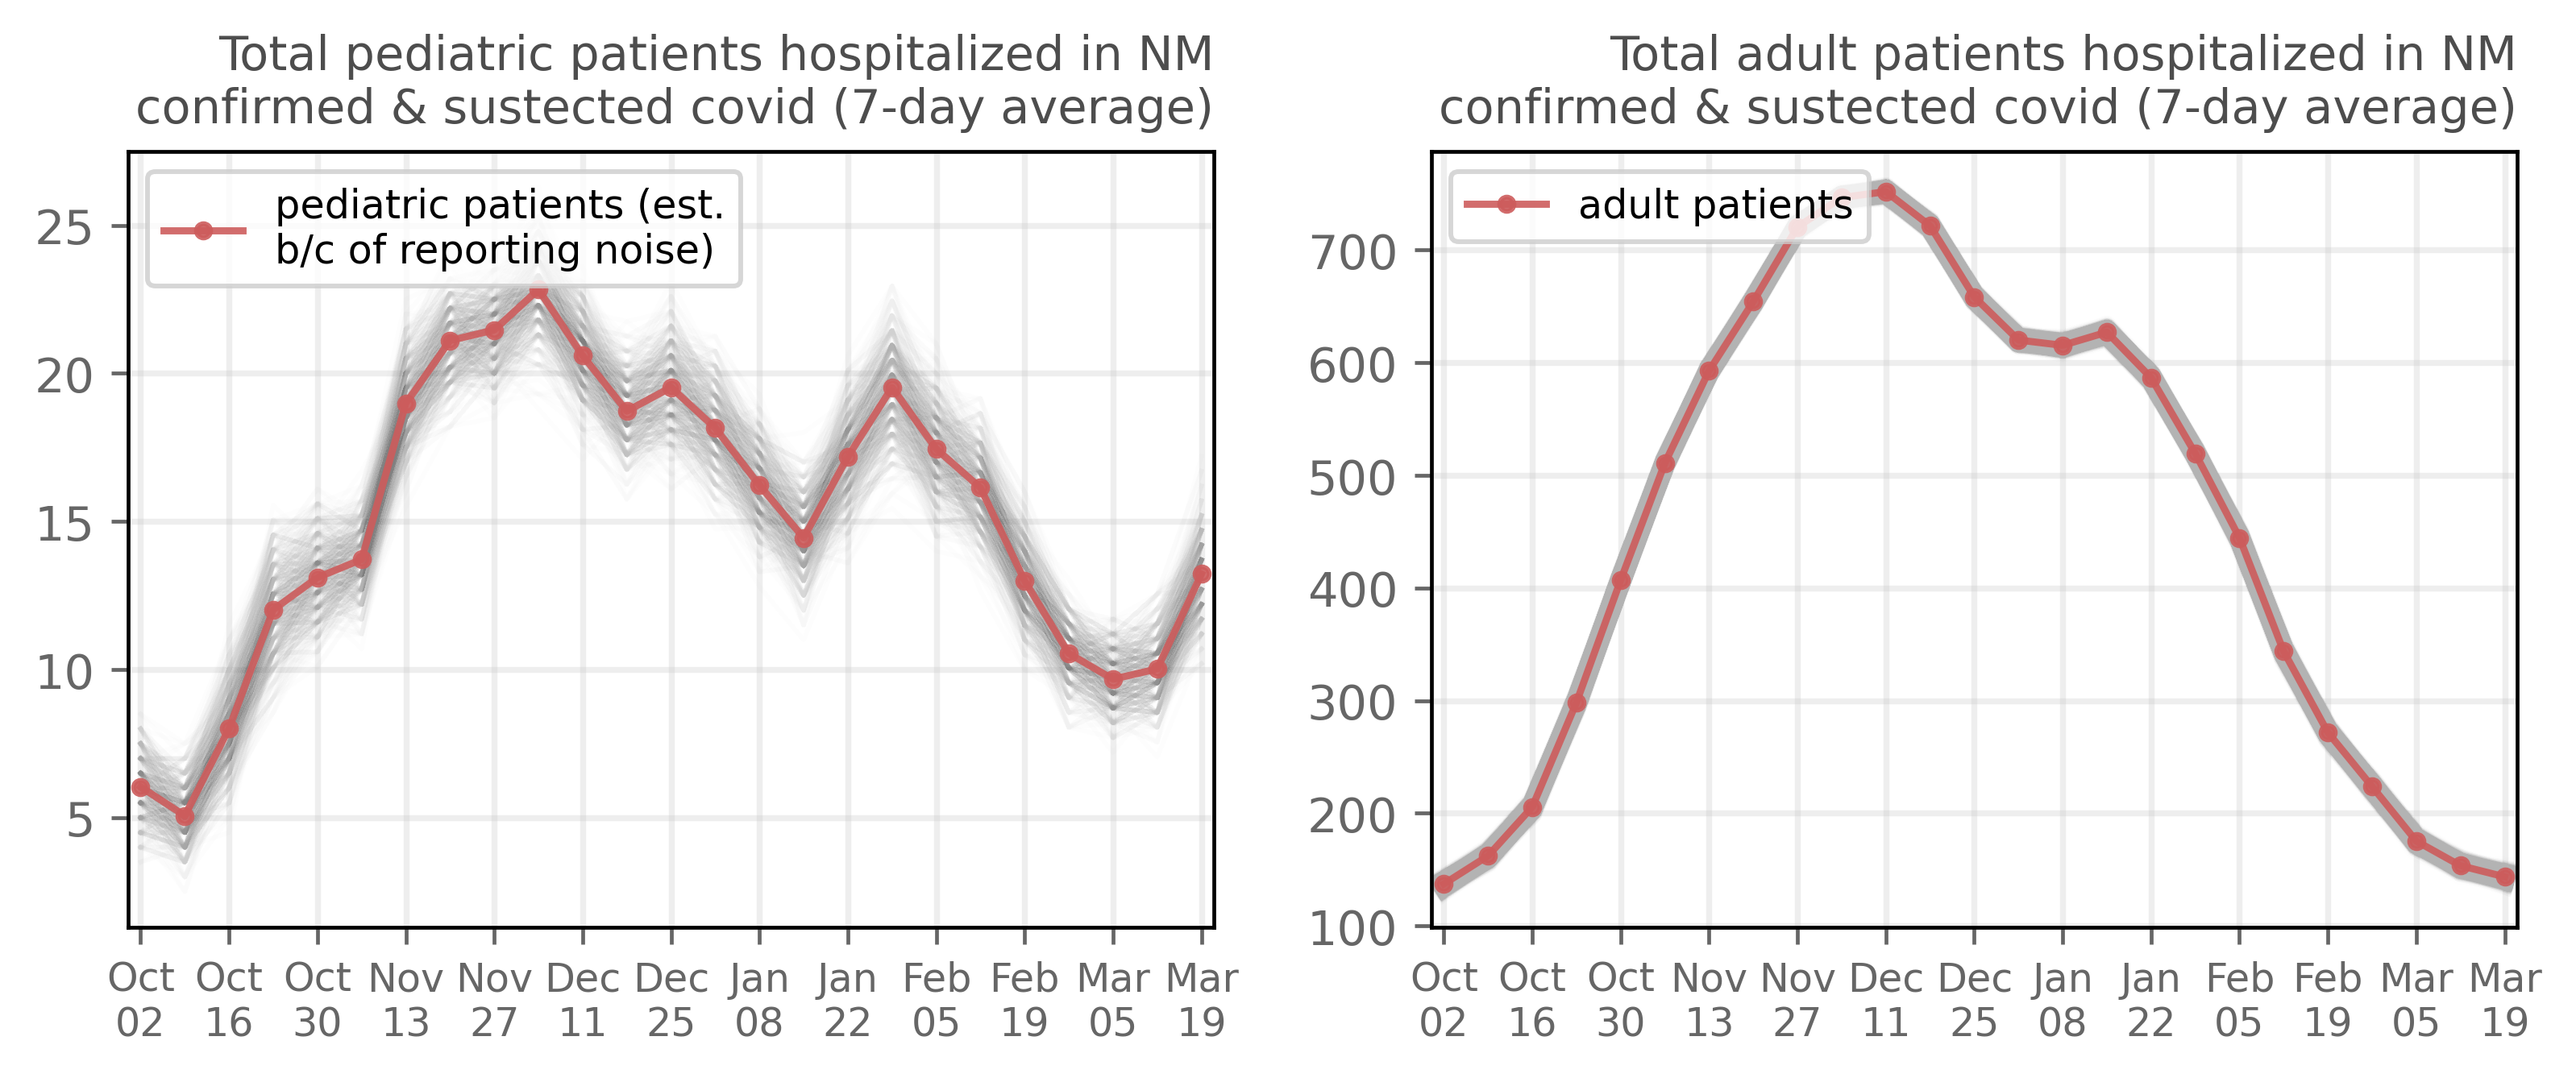 Total pediatric patients hospitalized in NM
confirmed & sustected covid (7-day average)
pediatric patients (est.
b/c of reporting noise)
25
20
15
10
5
Oct Oct Oct Nov Nov Dec Dec Jan Jan Feb Feb Mar Mar
02 16 30 13 27 11 25 08 22 05 19 05 19
Total adult patients hospitalized in NM
confirmed & sustected covid (7-day average)
adult patients
700
600
500
400
300
200
100
Oct Oct Oct Nov Nov Dec Dec Jan Jan Feb Feb Mar Mar
02 16 30 13 27 11 25 08 22 05 19 05 19